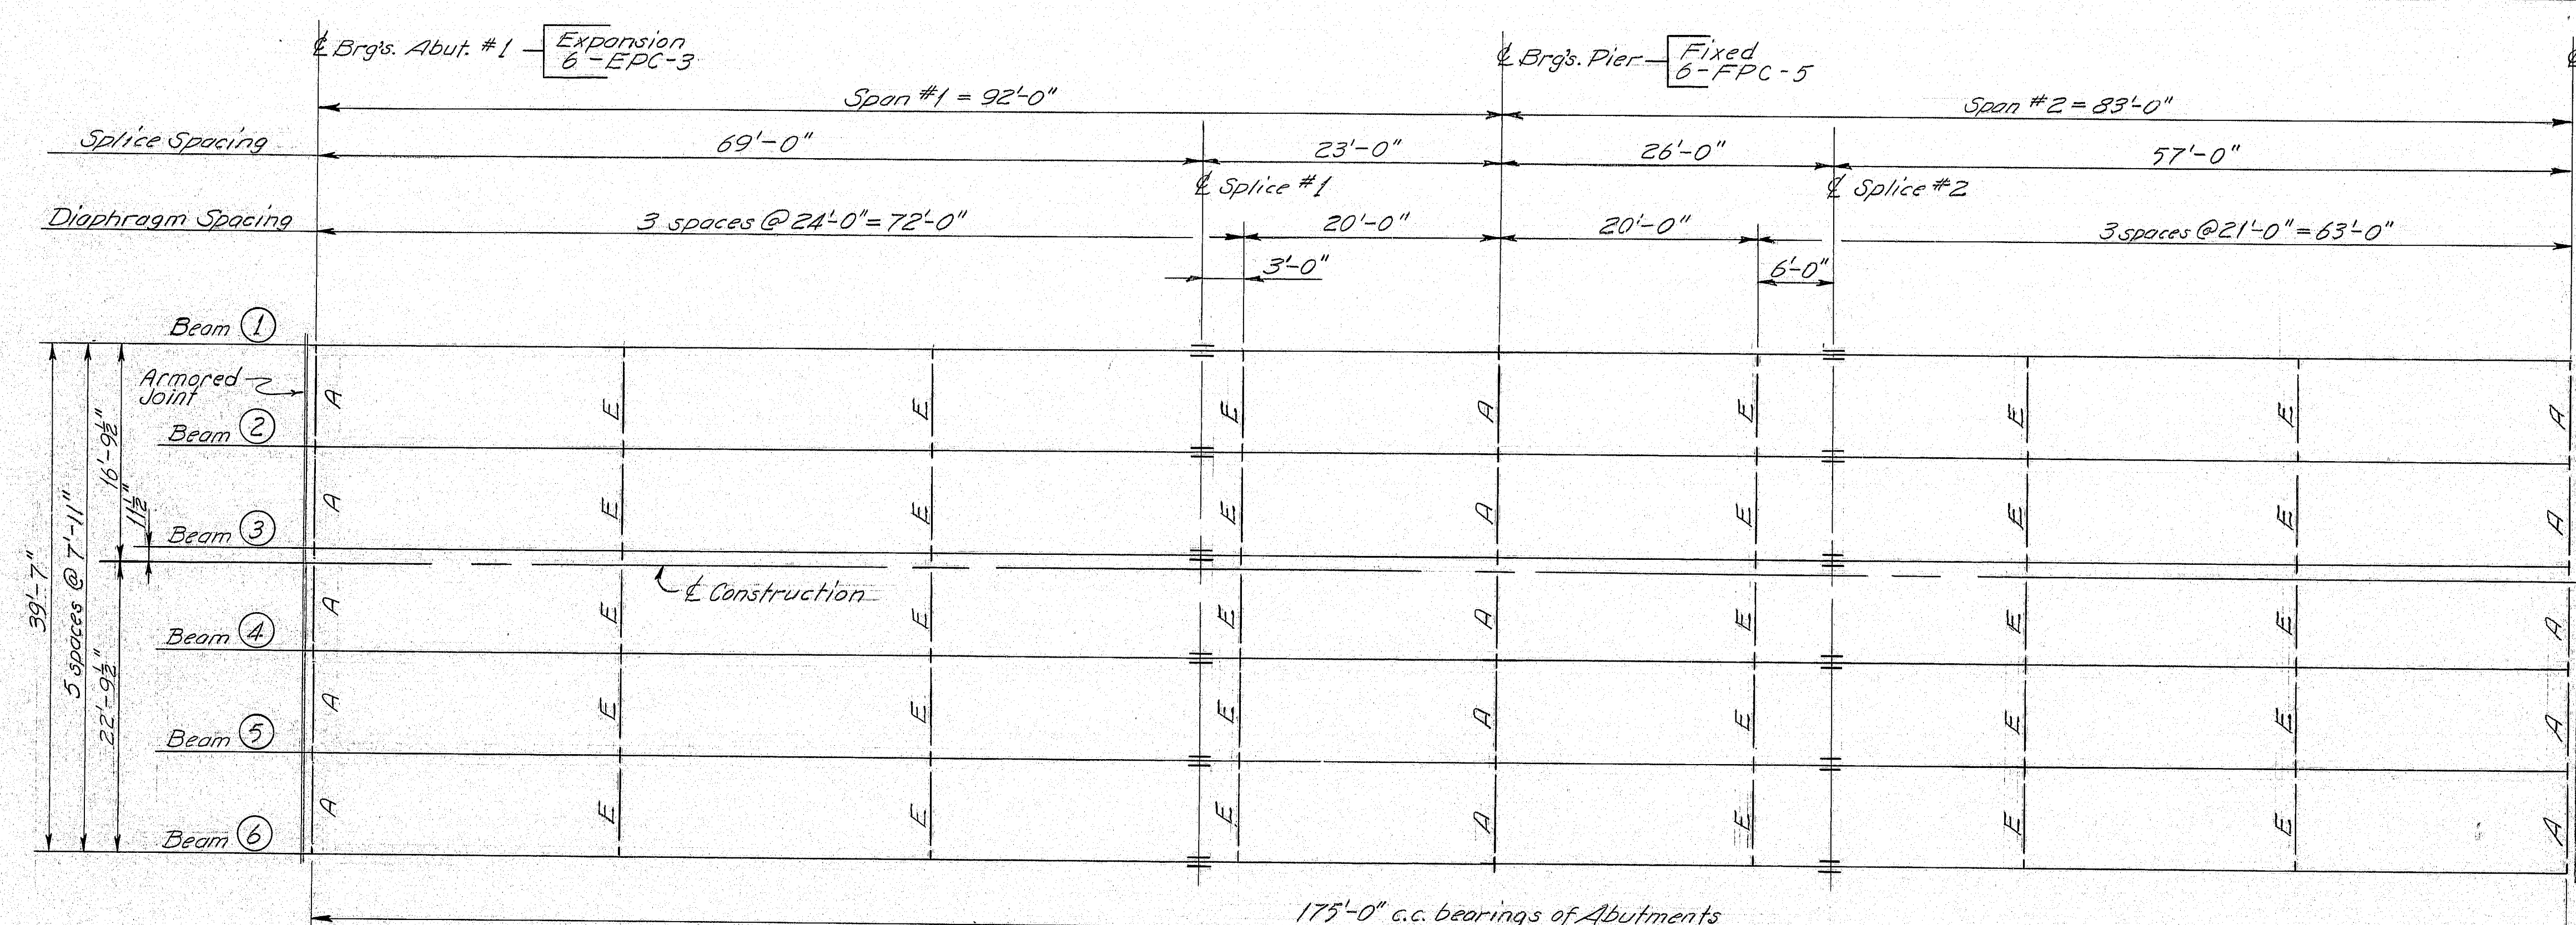 ℄ Brg's. Abut. #1
Expansion
6-EPC-3
℄ Brg's. Pier
Fixed
6-FPC-5
℄
Span #1 = 92'-0"
Span #2 = 83'-0"
Splice Spacing
69'-0"
23'-0"
26'-0"
57'-0"
℄ Splice #1
℄ Splice #2
Diaphragm Spacing
3 spaces @ 24'-0" = 72'-0"
20'-0"
20'-0"
3 spaces @ 21'-0" = 63'-0"
3'-0"
6'-0"
Beam 1
Armored
Joint
A E E E A E E E A
Beam 2
A E E E A E E E A
Beam 3
℄ Construction
A E E E A E E E A
Beam 4
A E E E A E E E A
Beam 5
A E E E A E E E A
Beam 6
39'-7"
5 spaces @ 7'-11"
16'-9½"
11½"
22'-9½"
175'-0" c.c. bearings of Abutments